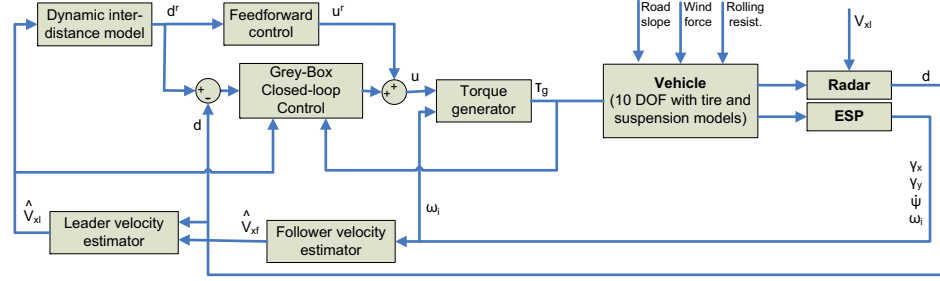 Dynamic inter-
distance model
dʳ
Feedforward
control
uʳ
Road
slope
Wind
force
Rolling
resist.
Vₓₗ
Grey-Box
Closed-loop
Control
+
-
d
+
+
u
Torque
generator
τg
Vehicle
(10 DOF with tire and
suspension models)
Radar
d
ESP
γₓ
γy
ψ̇
ωᵢ
V̂ₓₗ
Leader velocity
estimator
V̂xf
Follower velocity
estimator
ωᵢ